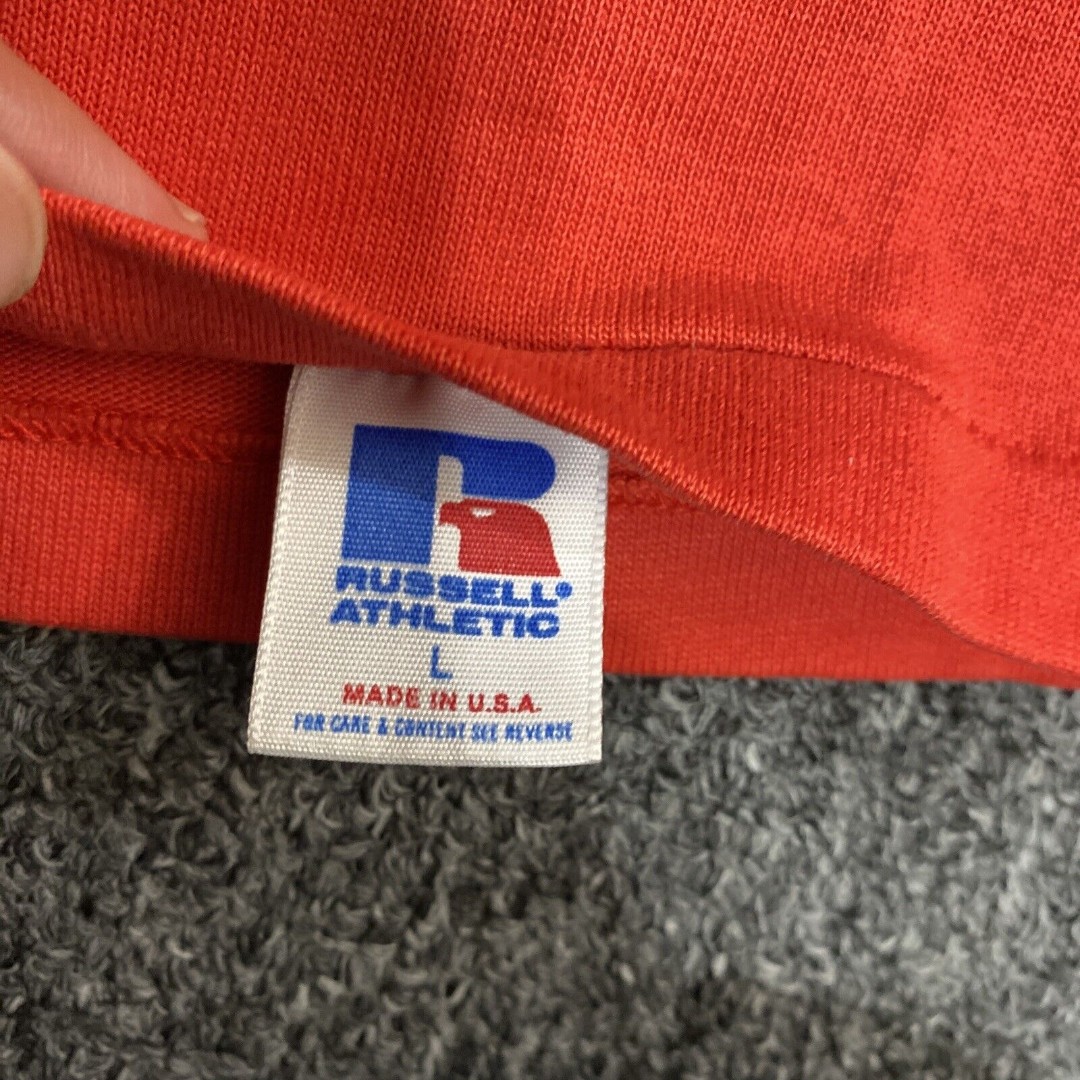 RUSSELL®
ATHLETIC
L
MADE IN U.S.A.
FOR CARE & CONTENT SEE REVERSE